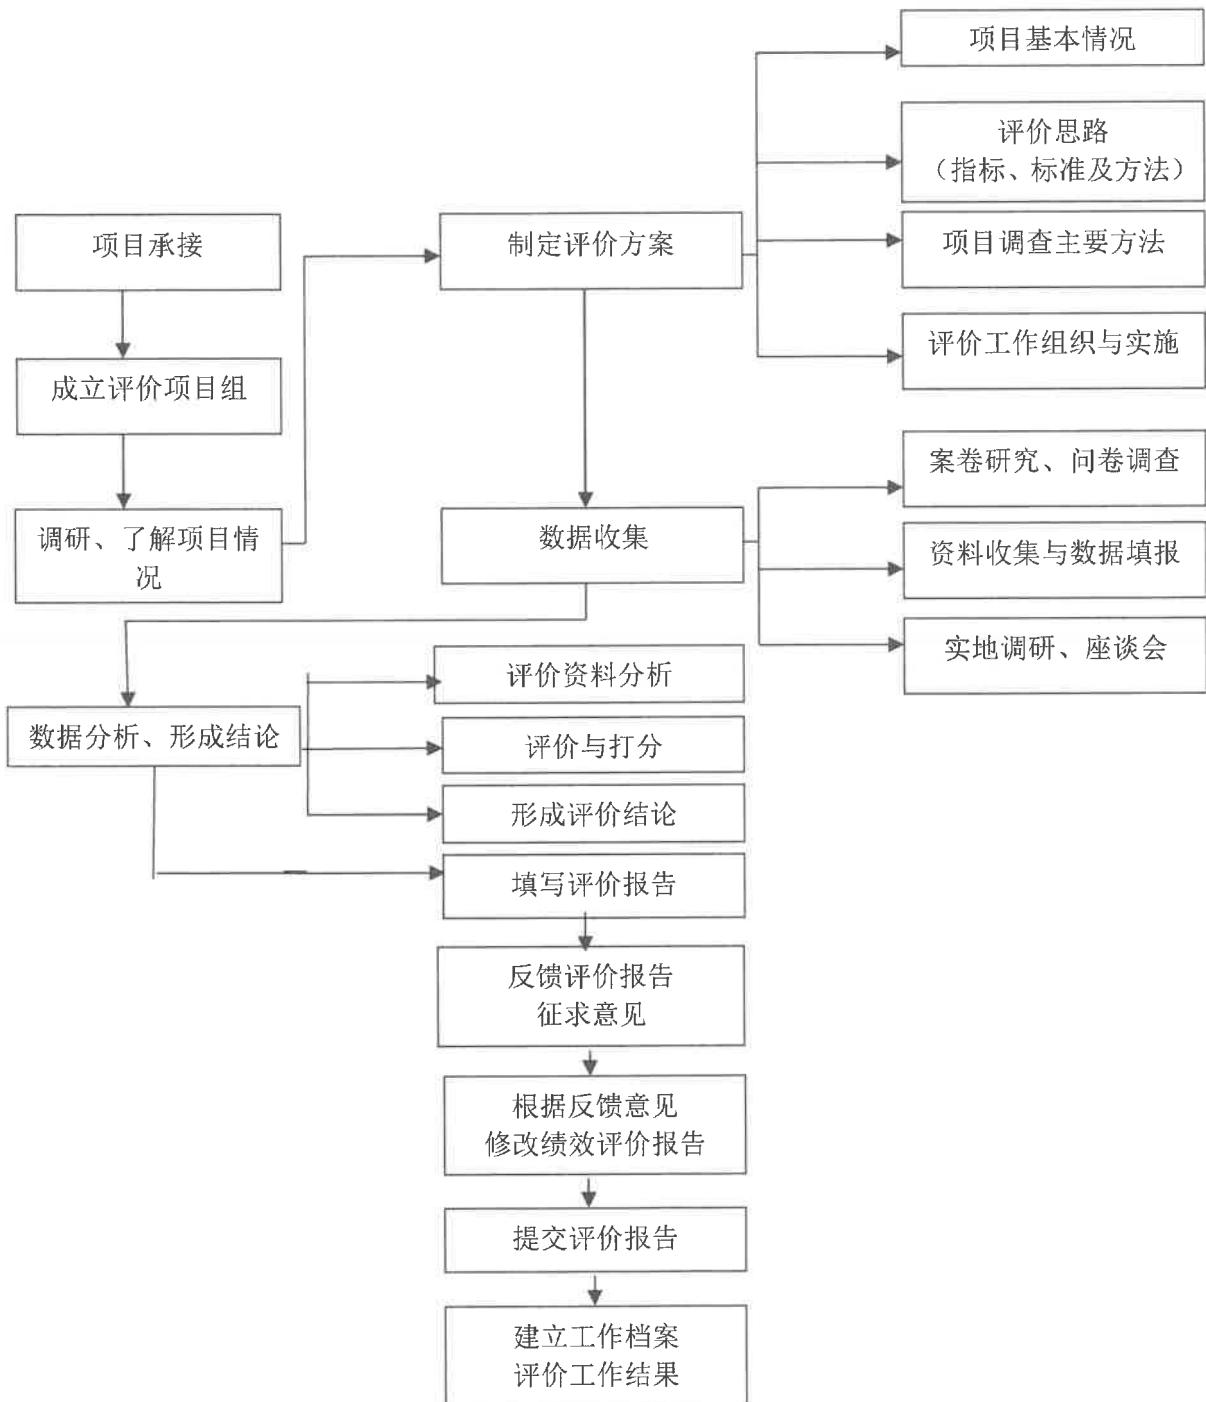 项目基本情况
评价思路
（指标、标准及方法）
项目承接
制定评价方案
项目调查主要方法
评价工作组织与实施
成立评价项目组
案卷研究、问卷调查
调研、了解项目情
况
数据收集
资料收集与数据填报
实地调研、座谈会
评价资料分析
数据分析、形成结论
评价与打分
形成评价结论
填写评价报告
反馈评价报告
征求意见
根据反馈意见
修改绩效评价报告
提交评价报告
建立工作档案
评价工作结果